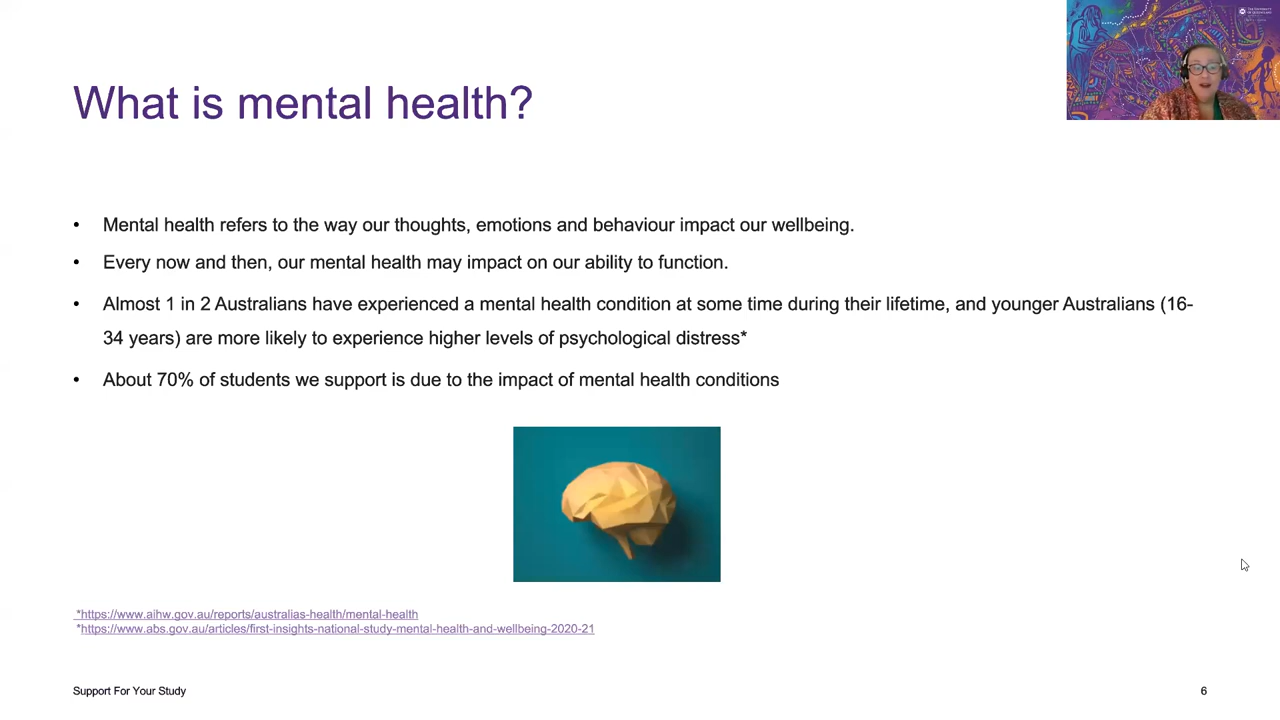 What is mental health?
• Mental health refers to the way our thoughts, emotions and behaviour impact our wellbeing.
• Every now and then, our mental health may impact on our ability to function.
• Almost 1 in 2 Australians have experienced a mental health condition at some time during their lifetime, and younger Australians (16-
34 years) are more likely to experience higher levels of psychological distress*
• About 70% of students we support is due to the impact of mental health conditions
*https://www.aihw.gov.au/reports/australias-health/mental-health
*https://www.abs.gov.au/articles/first-insights-national-study-mental-health-and-wellbeing-2020-21
Support For Your Study
6